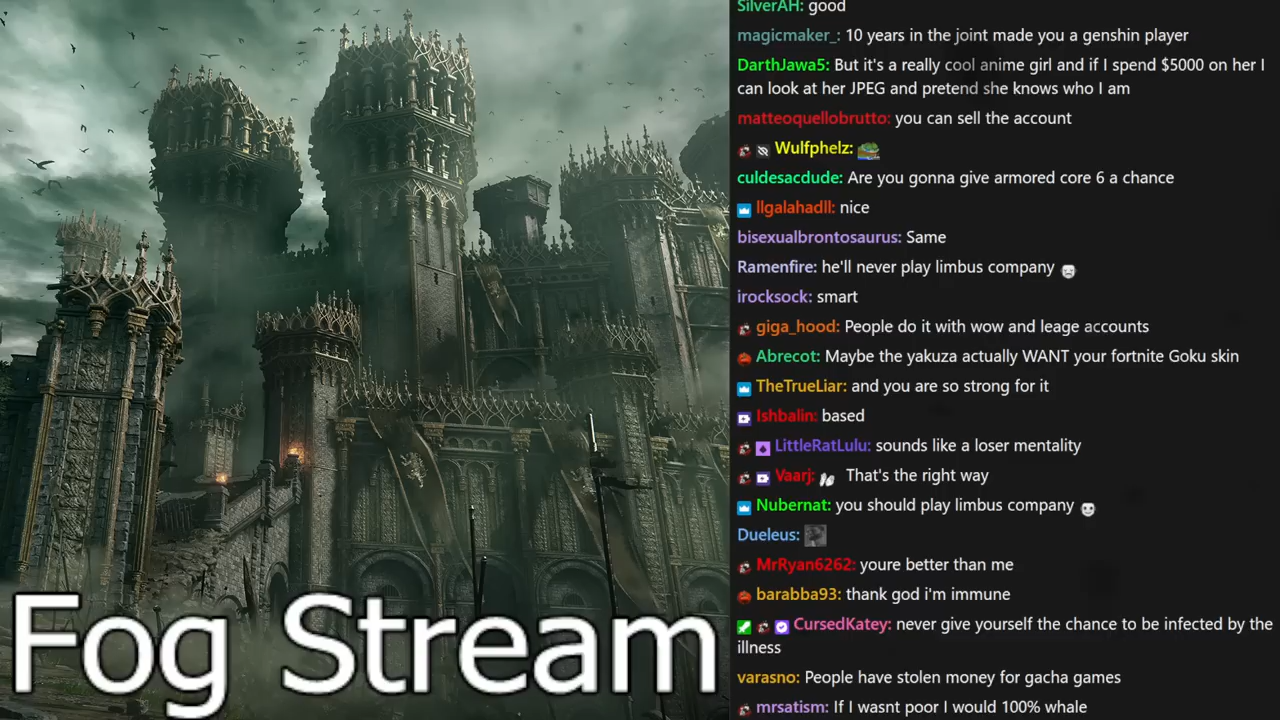 SilverAH: good
magicmaker_: 10 years in the joint made you a genshin player
DarthJawa5: But it's a really cool anime girl and if I spend $5000 on her I
can look at her JPEG and pretend she knows who I am
matteoquellobrutto: you can sell the account
Wulfphelz:
culdesacdude: Are you gonna give armored core 6 a chance
llgalahadll: nice
bisexualbrontosaurus: Same
Ramenfire: he'll never play limbus company
irocksock: smart
giga_hood: People do it with wow and leage accounts
Abrecot: Maybe the yakuza actually WANT your fortnite Goku skin
TheTrueLiar: and you are so strong for it
Ishbalin: based
LittleRatLulu: sounds like a loser mentality
Vaarj: That's the right way
Nubernat: you should play limbus company
Dueleus:
MrRyan6262: youre better than me
barabba93: thank god i'm immune
CursedKatey: never give yourself the chance to be infected by the
illness
varasno: People have stolen money for gacha games
mrsatism: If I wasnt poor I would 100% whale
Fog Stream